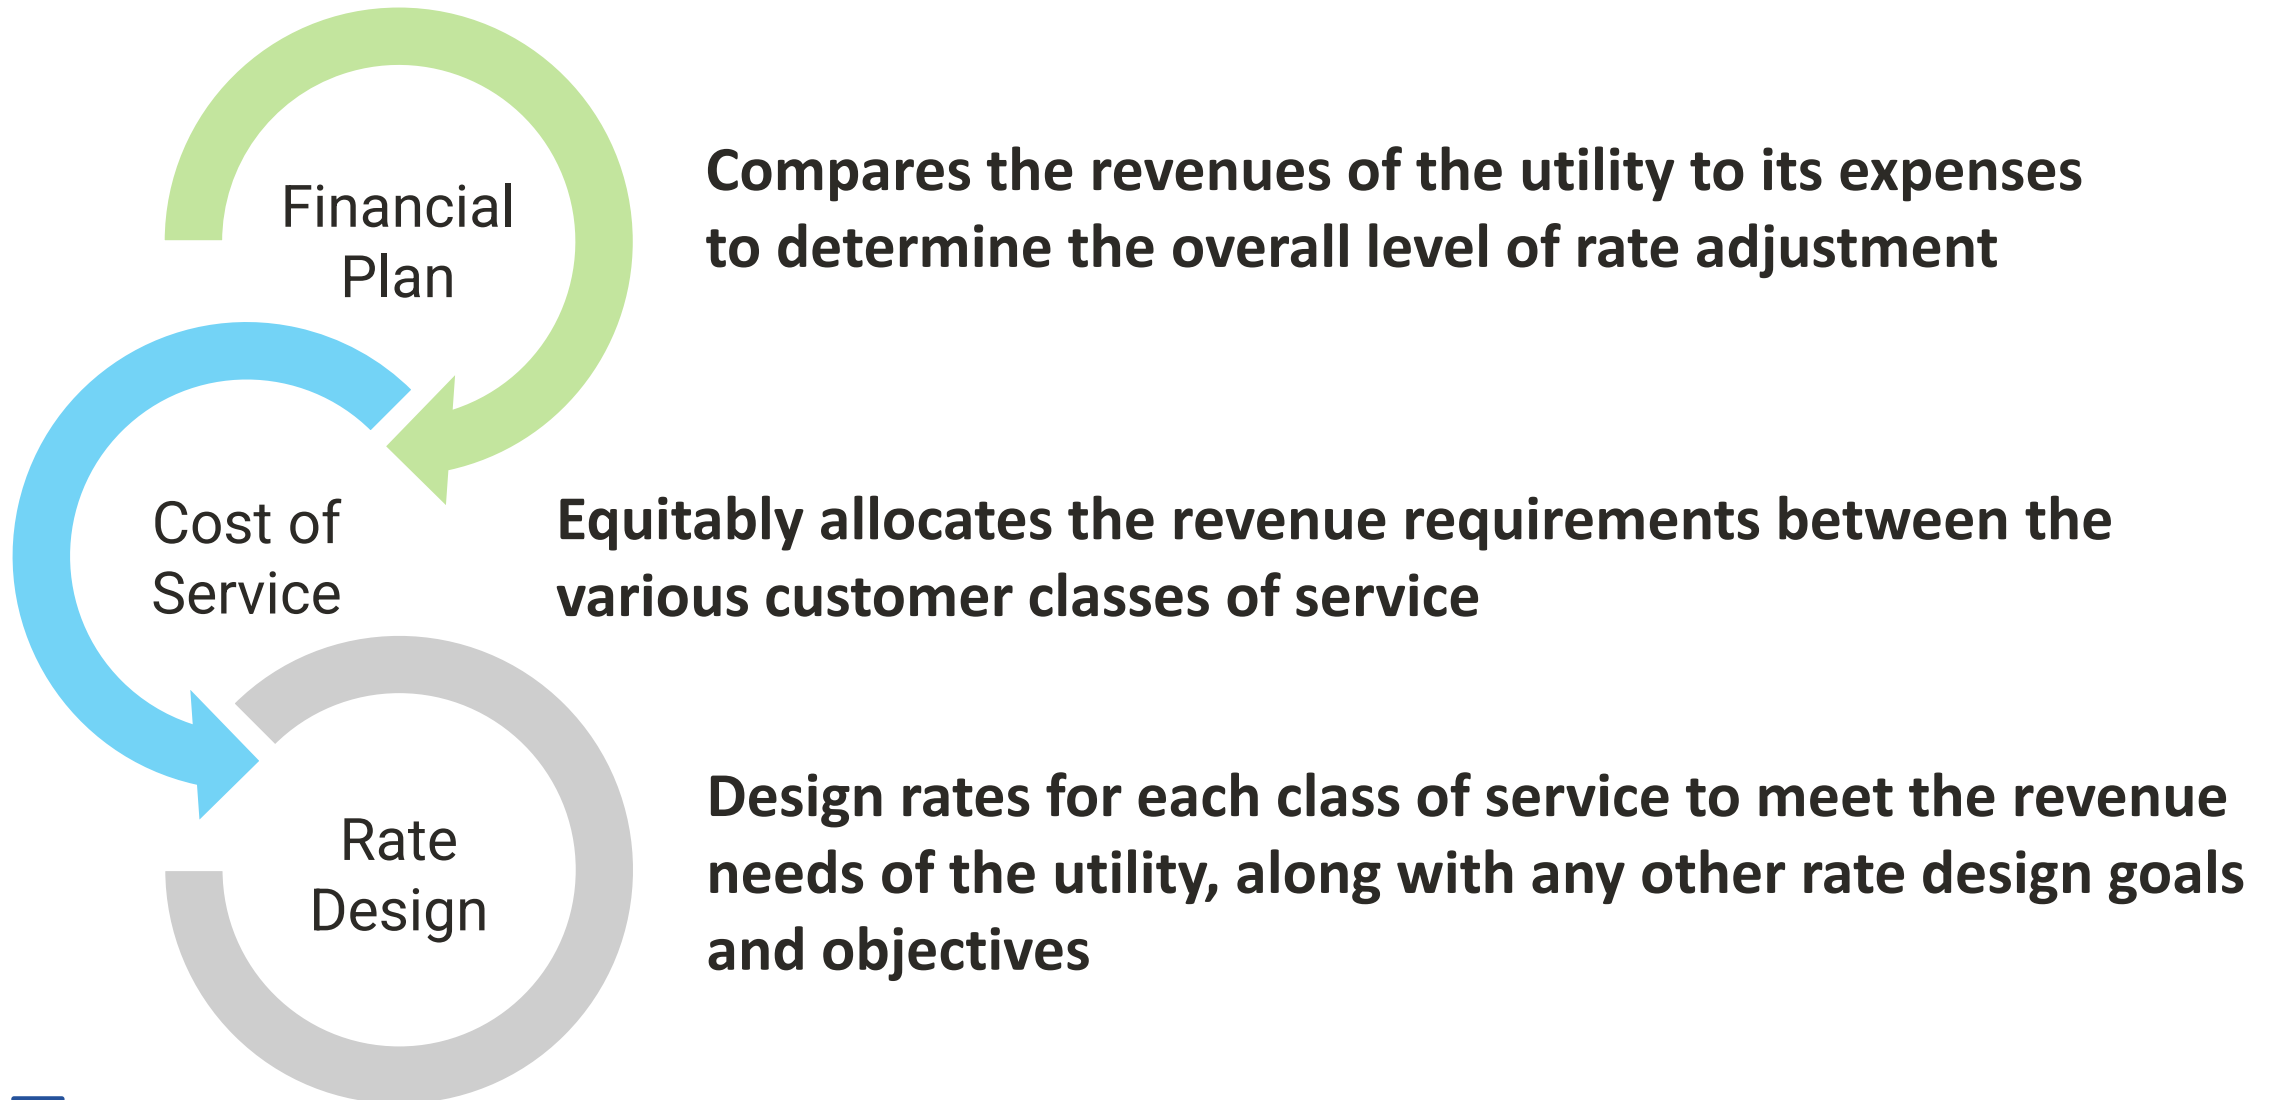 Financial
Plan
Compares the revenues of the utility to its expenses
to determine the overall level of rate adjustment
Cost of
Service
Equitably allocates the revenue requirements between the
various customer classes of service
Rate
Design
Design rates for each class of service to meet the revenue
needs of the utility, along with any other rate design goals
and objectives